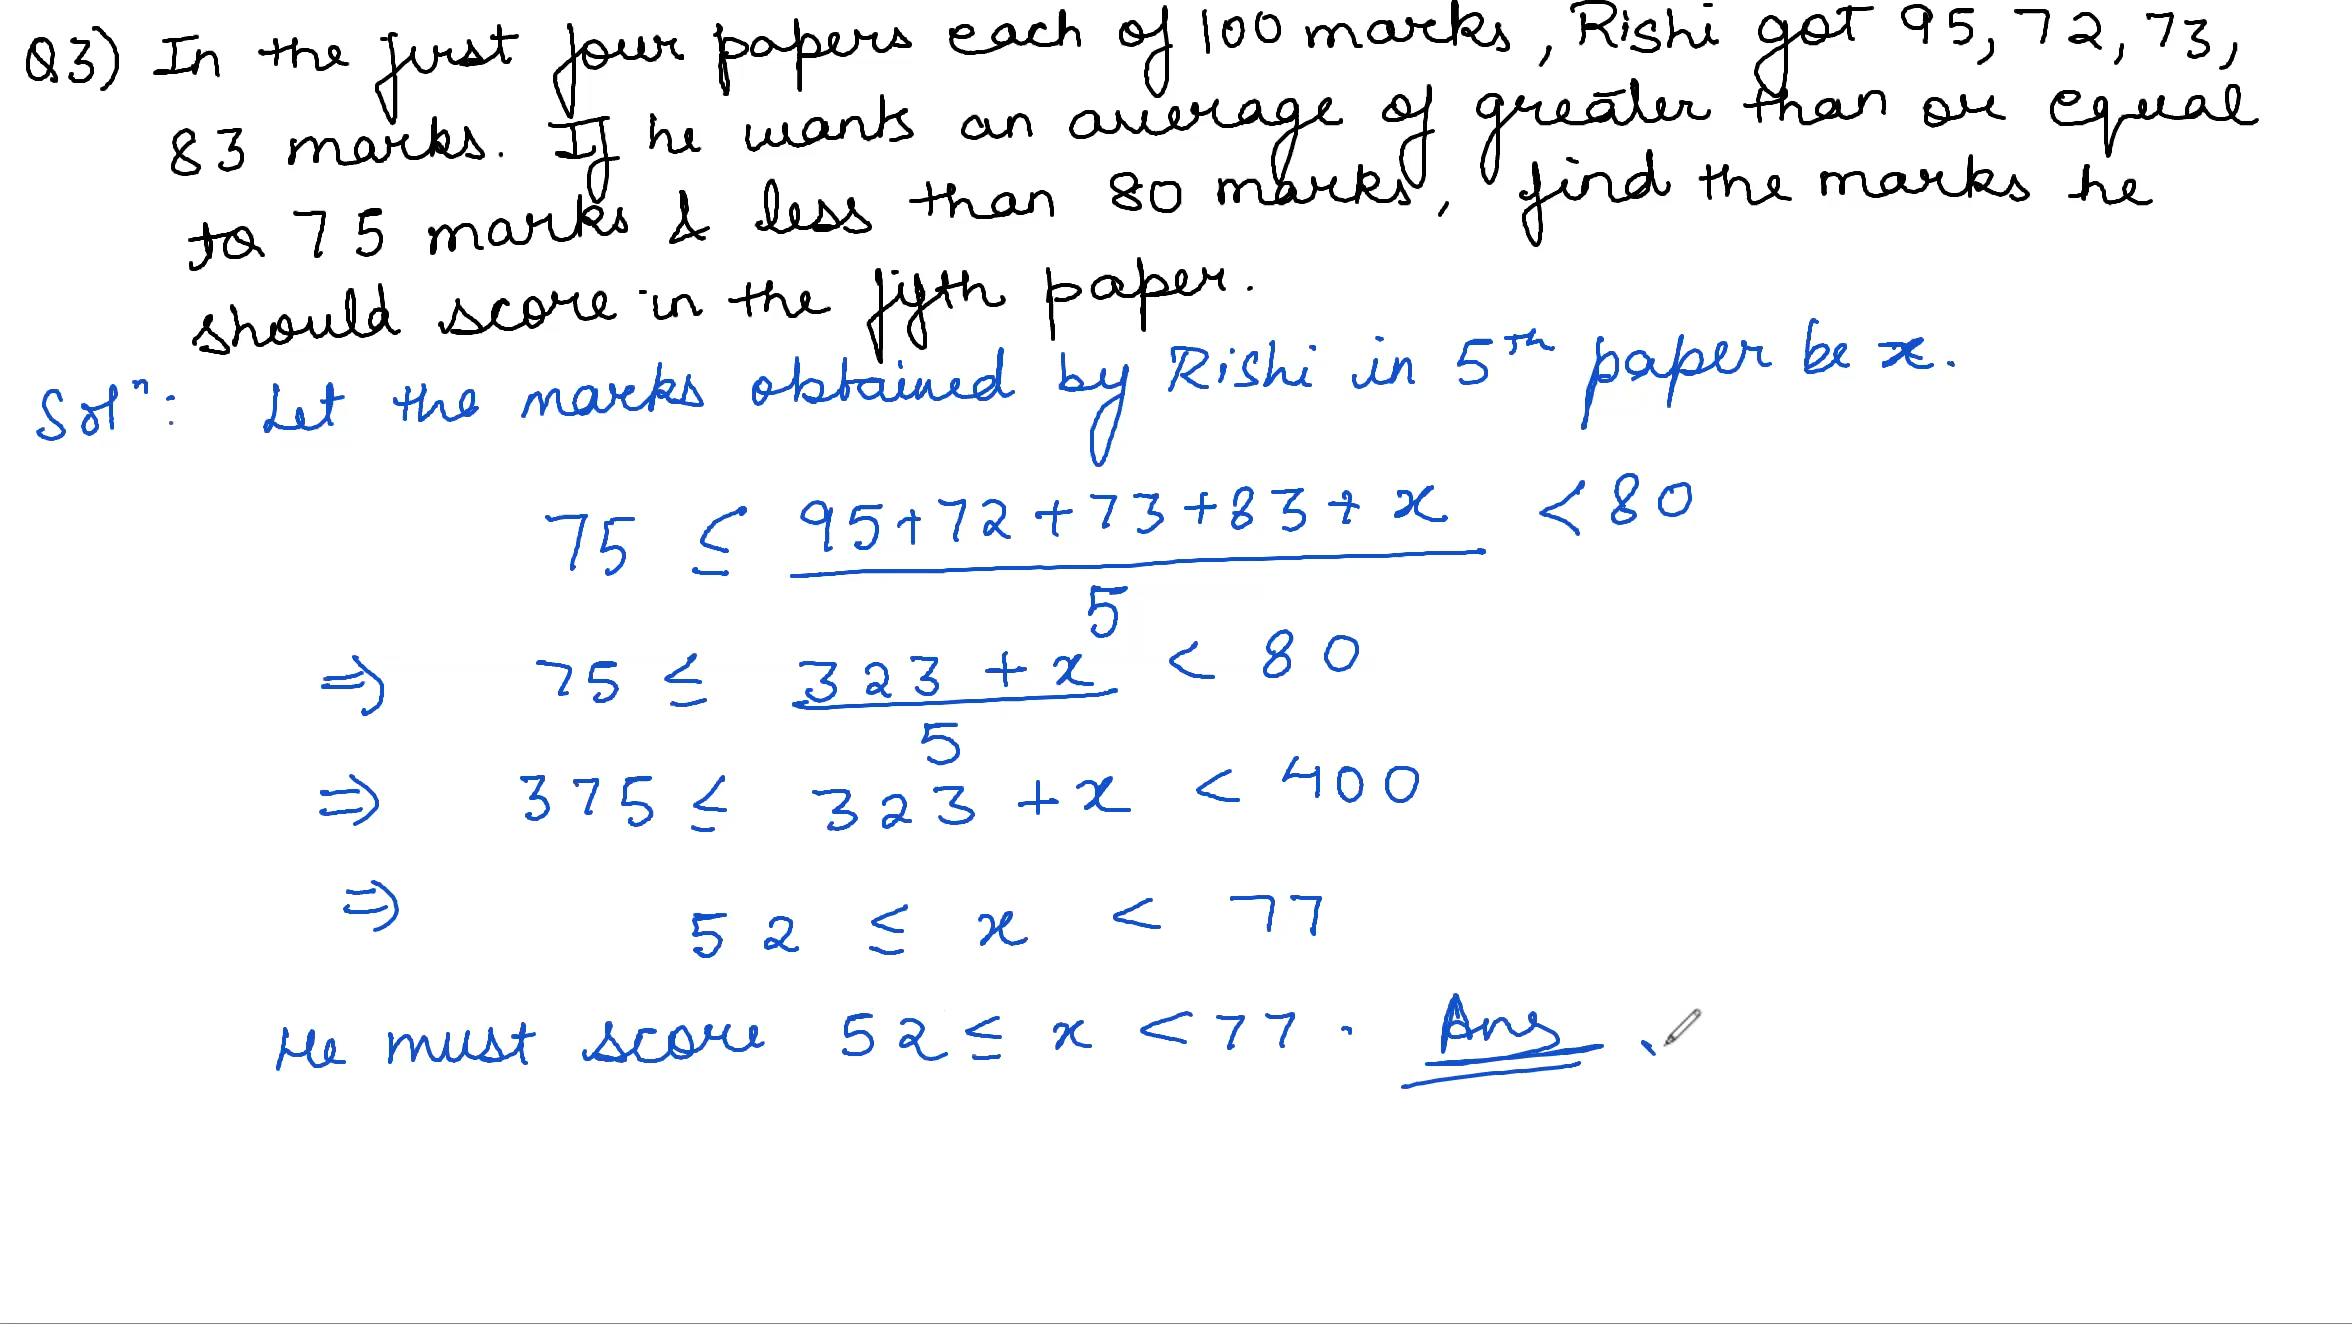 Q3) In the first four papers each of 100 marks, Rishi got 95, 72, 73,
83 marks. If he wants an average of greater than or equal
to 75 marks & less than 80 marks, find the marks he
should score in the fifth paper.
Solⁿ: Let the marks obtained by Rishi in 5ᵗʰ paper be x.
75 ≤ 95+72+73+83+x < 80
5
⇒ 75 ≤ 323 + x < 80
5
⇒ 375 ≤ 323 + x < 400
⇒ 52 ≤ x < 77
He must score 52 ≤ x < 77. Ans